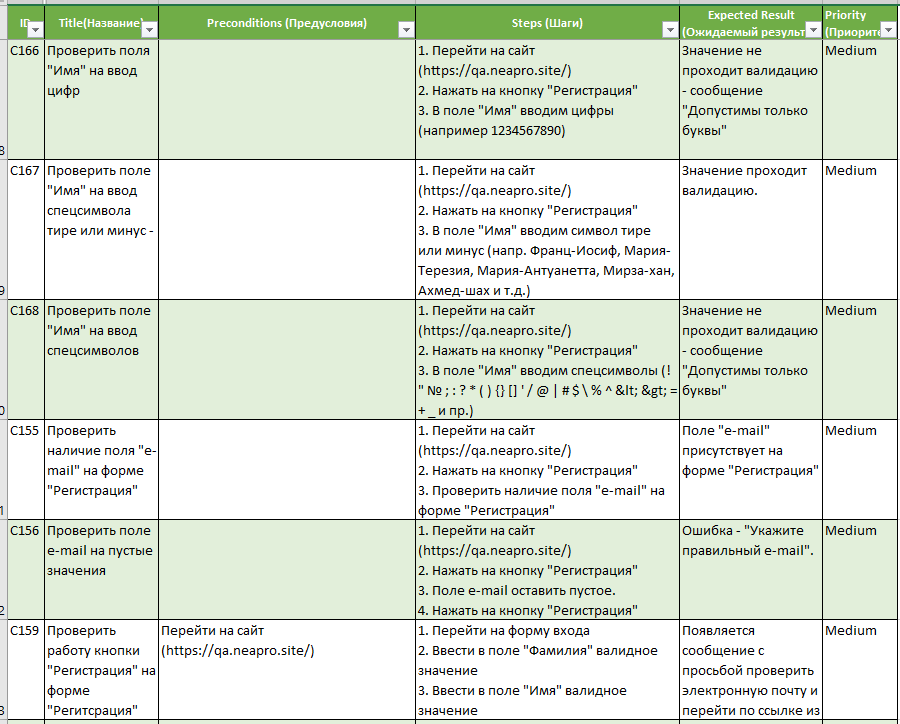 ID
Title(Название)
Preconditions (Предусловия)
Steps (Шаги)
Expected Result
(Ожидаемый результ
Priority
(Приорите
C166
Проверить поля
"Имя" на ввод
цифр
1. Перейти на сайт
(https://qa.neapro.site/)
2. Нажать на кнопку "Регистрация"
3. В поле "Имя" вводим цифры
(например 1234567890)
Значение не
проходит валидацию
- сообщение
"Допустимы только
буквы"
Medium
8
C167
Проверить поле
"Имя" на ввод
спецсимвола
тире или минус -
1. Перейти на сайт
(https://qa.neapro.site/)
2. Нажать на кнопку "Регистрация"
3. В поле "Имя" вводим символ тире
или минус (напр. Франц-Иосиф, Мария-
Терезия, Мария-Антуанетта, Мирза-хан,
Ахмед-шах и т.д.)
Значение проходит
валидацию.
Medium
9
C168
Проверить поле
"Имя" на ввод
спецсимволов
1. Перейти на сайт
(https://qa.neapro.site/)
2. Нажать на кнопку "Регистрация"
3. В поле "Имя" вводим спецсимволы (!
" № ; : ? * ( ) {} [] ' / @ | # $ \ % ^ &lt; &gt; =
+ _ и пр.)
Значение не
проходит валидацию
- сообщение
"Допустимы только
буквы"
Medium
0
C155
Проверить
наличие поля "e-
mail" на форме
"Регистрация"
1. Перейти на сайт
(https://qa.neapro.site/)
2. Нажать на кнопку "Регистрация"
3. Проверить наличие поля "e-mail" на
форме "Регистрация"
Поле "e-mail"
присутствует на
форме "Регистрация"
Medium
1
C156
Проверить поле
e-mail на пустые
значения
1. Перейти на сайт
(https://qa.neapro.site/)
2. Нажать на кнопку "Регистрация"
3. Поле e-mail оставить пустое.
4. Нажать на кнопку "Регистрация"
Ошибка - "Укажите
правильный e-mail".
Medium
2
C159
Проверить
работу кнопки
"Регистрация" на
форме
"Регитсрация"
Перейти на сайт
(https://qa.neapro.site/)
1. Перейти на форму входа
2. Ввести в поле "Фамилия" валидное
значение
3. Ввести в поле "Имя" валидное
значение
Появляется
сообщение с
просьбой проверить
электронную почту и
перейти по ссылке из
Medium
3